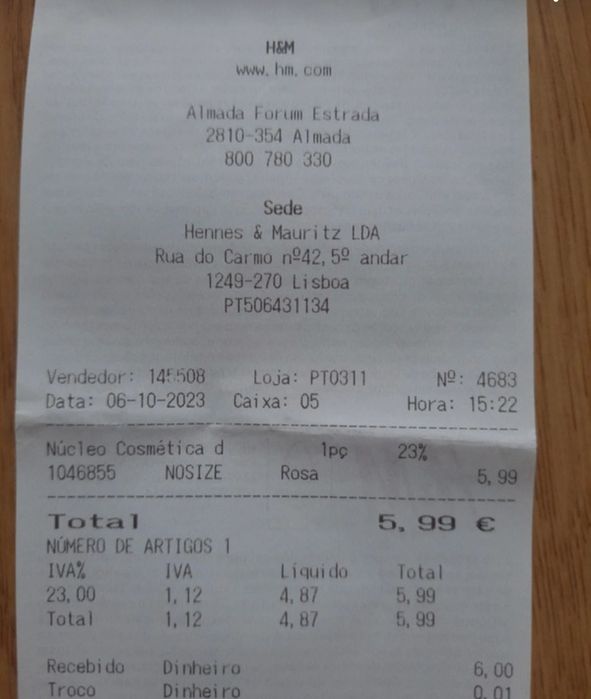 H&M
www.hm.com
Almada Forum Estrada
2810-354 Almada
800 780 330
Sede
Hennes & Mauritz LDA
Rua do Carmo nº42,5º andar
1249-270 Lisboa
PT506431134
Vendedor: Loja: PT0311 Nº: 4683
Data: 06-10-2023 Caixa: 05 Hora: 15:22
Núcleo Cosmética d 1pç 23%
1046855 NOSIZE Rosa 5,99
Total 5,99 €
NÚMERO DE ARTIGOS 1
IVA% IVA Líquido Total
23,00 1,12 4,87 5,99
Total 1,12 4,87 5,99
Recebido Dinheiro 6,00
Troco Dinheiro 0,01